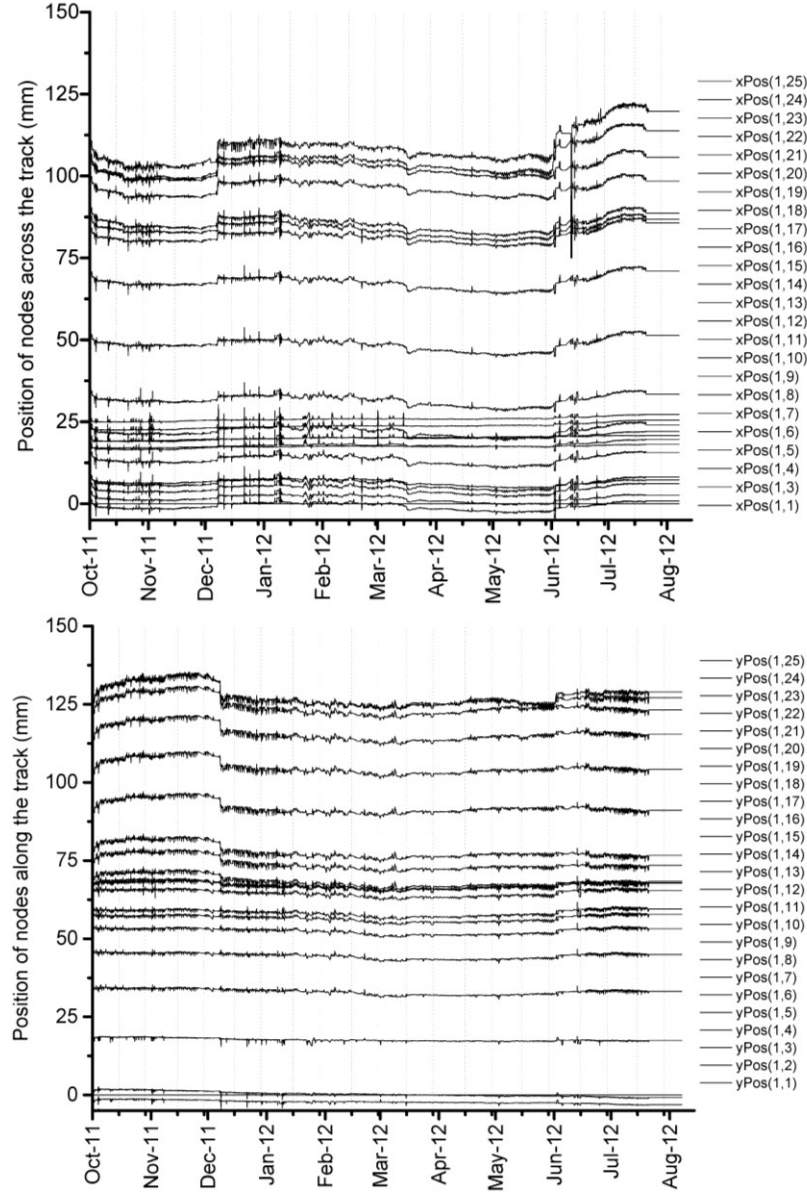 150
125
100
75
50
25
0
Position of nodes across the track (mm)
Oct-11
Nov-11
Dec-11
Jan-12
Feb-12
Mar-12
Apr-12
May-12
Jun-12
Jul-12
Aug-12
xPos(1,25)
xPos(1,24)
xPos(1,23)
xPos(1,22)
xPos(1,21)
xPos(1,20)
xPos(1,19)
xPos(1,18)
xPos(1,17)
xPos(1,16)
xPos(1,15)
xPos(1,14)
xPos(1,13)
xPos(1,12)
xPos(1,11)
xPos(1,10)
xPos(1,9)
xPos(1,8)
xPos(1,7)
xPos(1,6)
xPos(1,5)
xPos(1,4)
xPos(1,3)
xPos(1,1)
150
125
100
75
50
25
0
Position of nodes along the track (mm)
Oct-11
Nov-11
Dec-11
Jan-12
Feb-12
Mar-12
Apr-12
May-12
Jun-12
Jul-12
Aug-12
yPos(1,25)
yPos(1,24)
yPos(1,23)
yPos(1,22)
yPos(1,21)
yPos(1,20)
yPos(1,19)
yPos(1,18)
yPos(1,17)
yPos(1,16)
yPos(1,15)
yPos(1,14)
yPos(1,13)
yPos(1,12)
yPos(1,11)
yPos(1,10)
yPos(1,9)
yPos(1,8)
yPos(1,7)
yPos(1,6)
yPos(1,5)
yPos(1,4)
yPos(1,3)
yPos(1,2)
yPos(1,1)